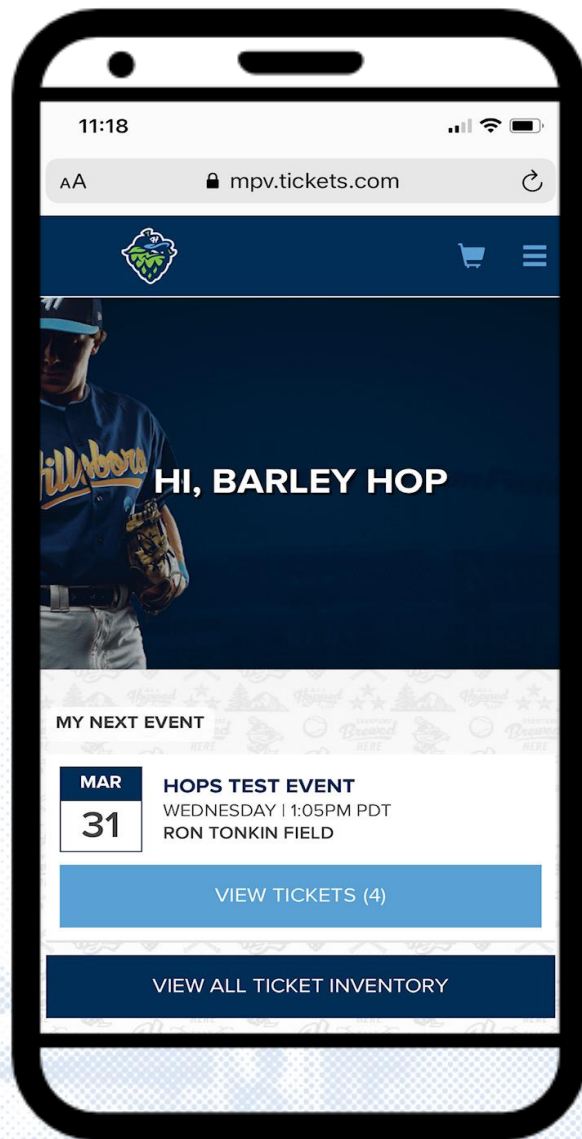 11:18
AA mpv.tickets.com
H
Hillsboro
HI, BARLEY HOP
MY NEXT EVENT
MAR
31
HOPS TEST EVENT
WEDNESDAY | 1:05PM PDT
RON TONKIN FIELD
VIEW TICKETS (4)
VIEW ALL TICKET INVENTORY